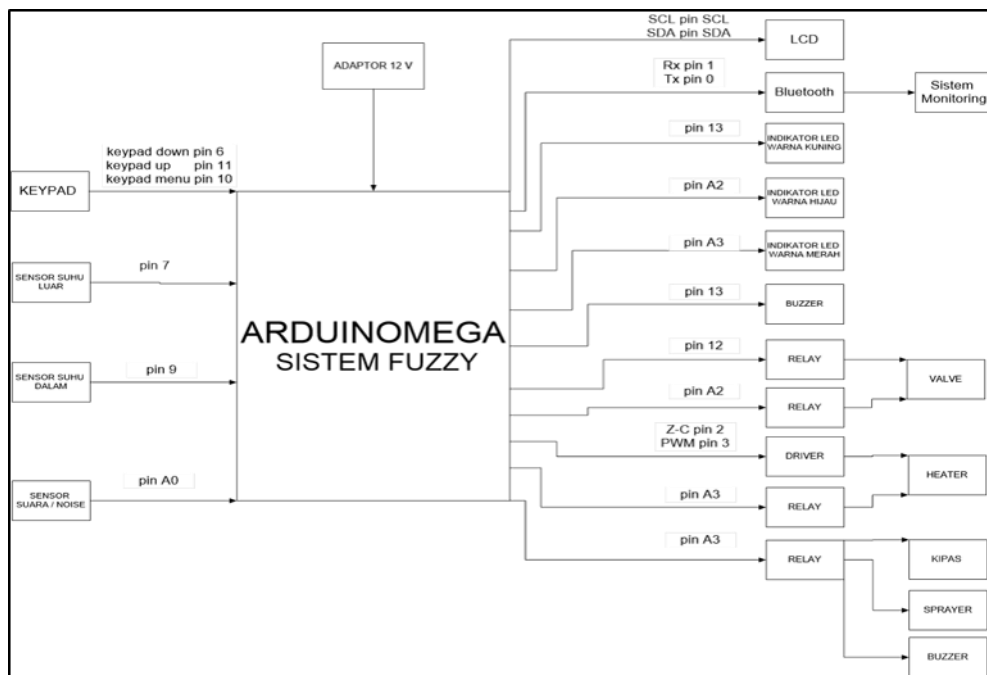 SCL pin SCL
SDA pin SDA
LCD
ADAPTOR 12 V
Rx pin 1
Tx pin 0
Bluetooth
Sistem
Monitoring
pin 13
INDIKATOR LED
WARNA KUNING
keypad down pin 6
keypad up pin 11
keypad menu pin 10
KEYPAD
pin A2
INDIKATOR LED
WARNA HIJAU
pin A3
INDIKATOR LED
WARNA MERAH
SENSOR SUHU
LUAR
pin 7
pin 13
BUZZER
ARDUINOMEGA
SISTEM FUZZY
pin 12
RELAY
VALVE
SENSOR SUHU
DALAM
pin 9
pin A2
RELAY
Z-C pin 2
PWM pin 3
DRIVER
HEATER
SENSOR
SUARA / NOISE
pin A0
pin A3
RELAY
pin A3
RELAY
KIPAS
SPRAYER
BUZZER